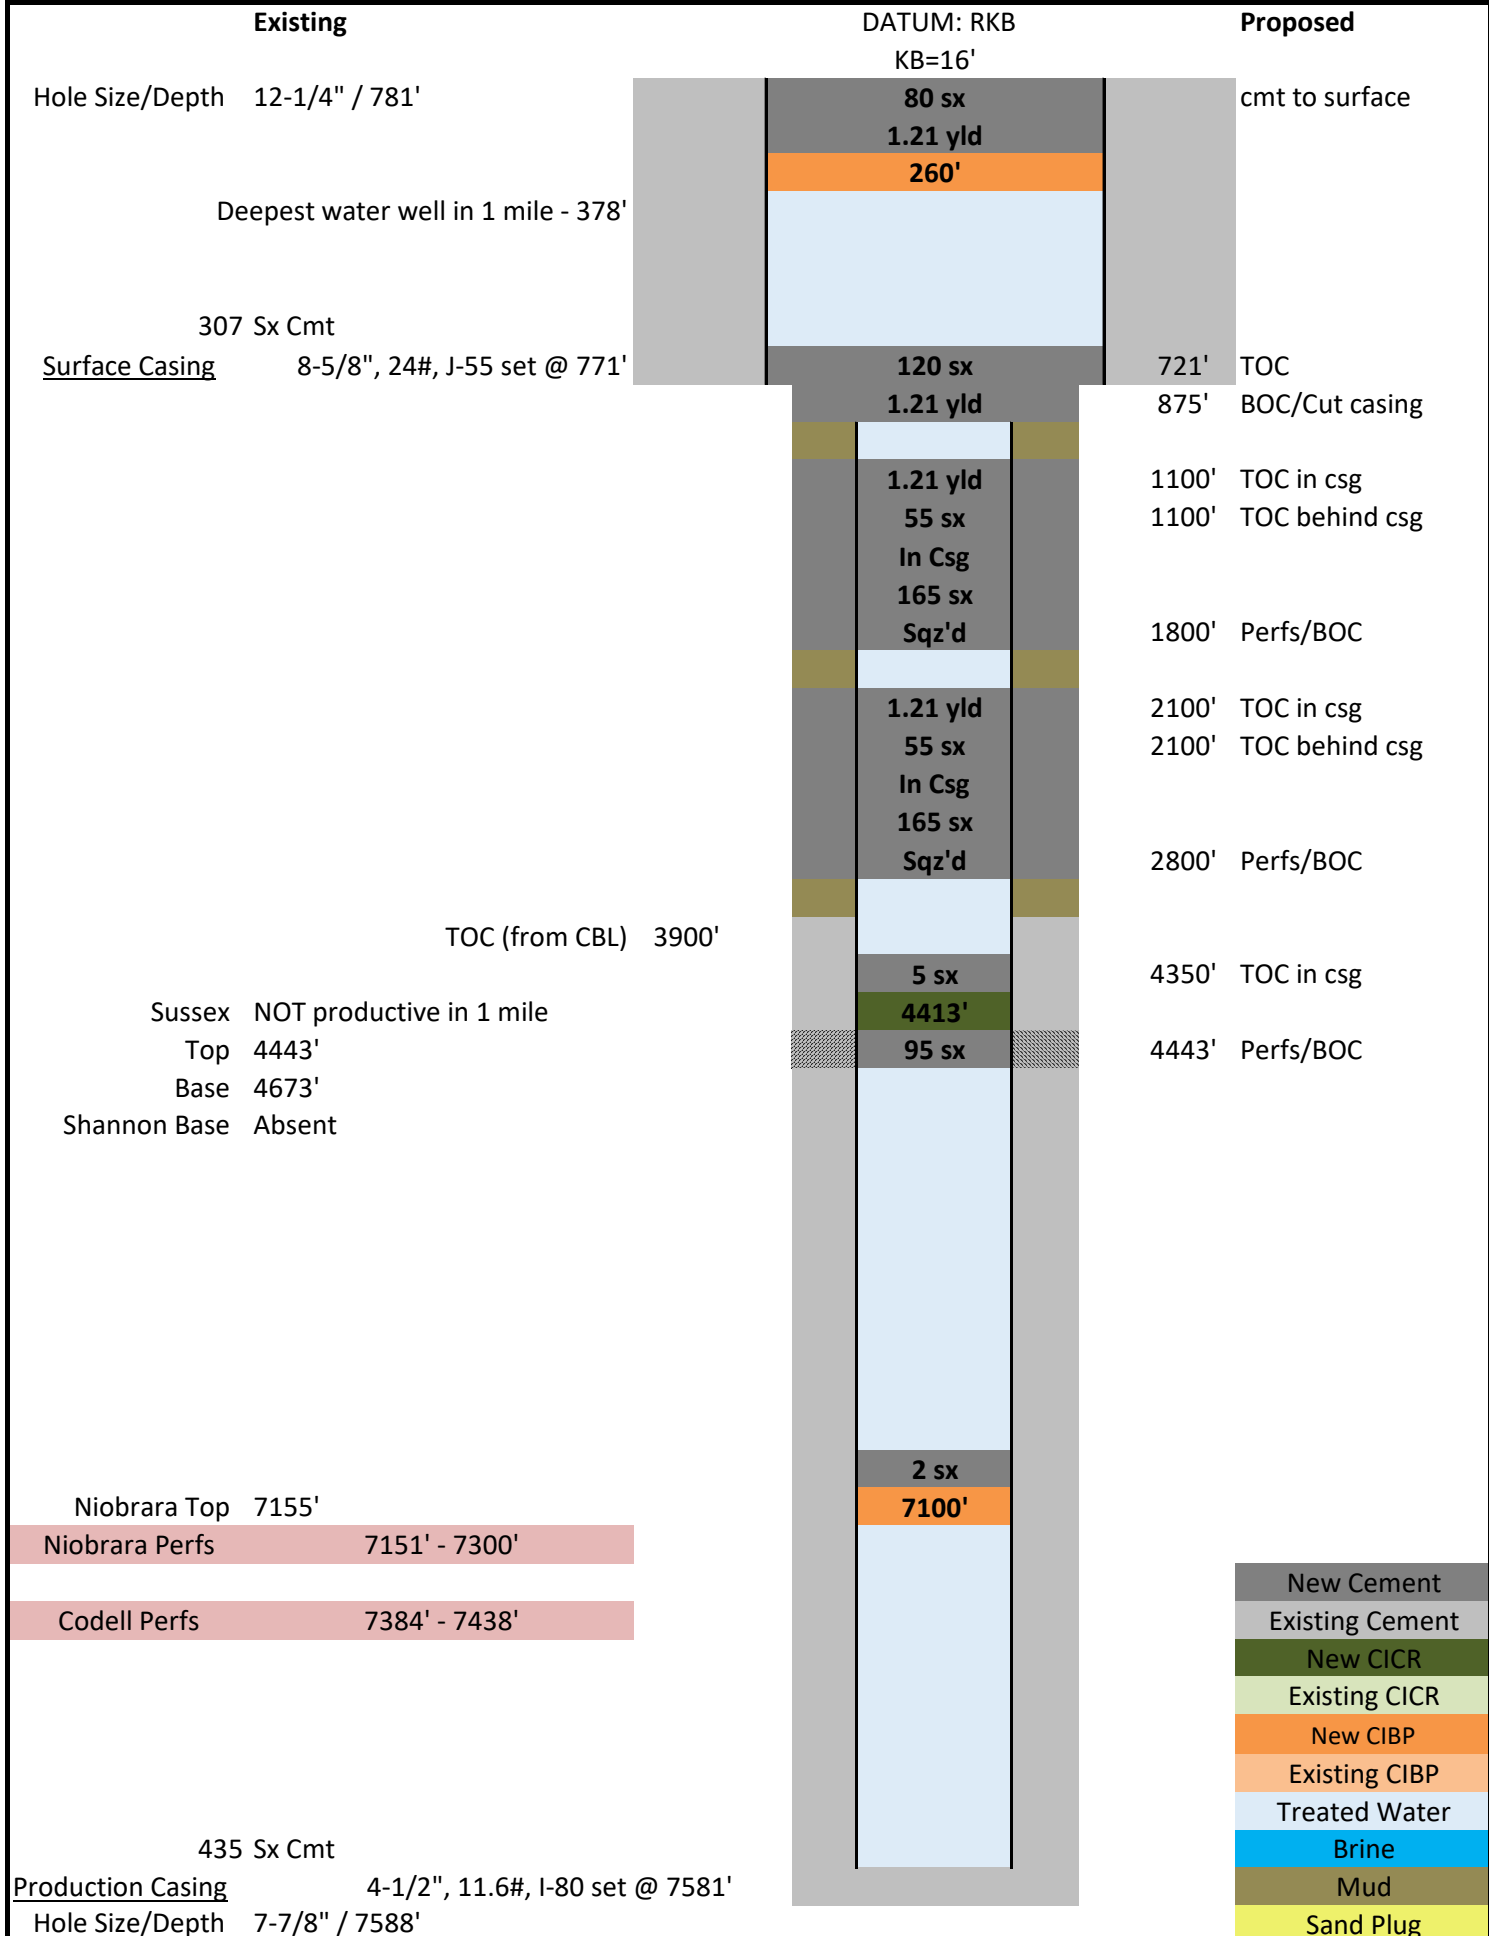 Existing DATUM: RKB Proposed
KB=16'
Hole Size/Depth 12-1/4" / 781' 80 sx cmt to surface
1.21 yld
260'
Deepest water well in 1 mile - 378'
307 Sx Cmt
Surface Casing 8-5/8", 24#, J-55 set @ 771' 120 sx 721' TOC
1.21 yld 875' BOC/Cut casing
1.21 yld 1100' TOC in csg
55 sx 1100' TOC behind csg
In Csg
165 sx
Sqz'd 1800' Perfs/BOC
1.21 yld 2100' TOC in csg
55 sx 2100' TOC behind csg
In Csg
165 sx
Sqz'd 2800' Perfs/BOC
TOC (from CBL) 3900'
5 sx 4350' TOC in csg
Sussex NOT productive in 1 mile 4413'
Top 4443' 95 sx 4443' Perfs/BOC
Base 4673'
Shannon Base Absent
2 sx
Niobrara Top 7155' 7100'
Niobrara Perfs 7151' - 7300'
New Cement
Codell Perfs 7384' - 7438' Existing Cement
New CICR
Existing CICR
New CIBP
Existing CIBP
Treated Water
435 Sx Cmt Brine
Production Casing 4-1/2", 11.6#, I-80 set @ 7581' Mud
Hole Size/Depth 7-7/8" / 7588' Sand Plug